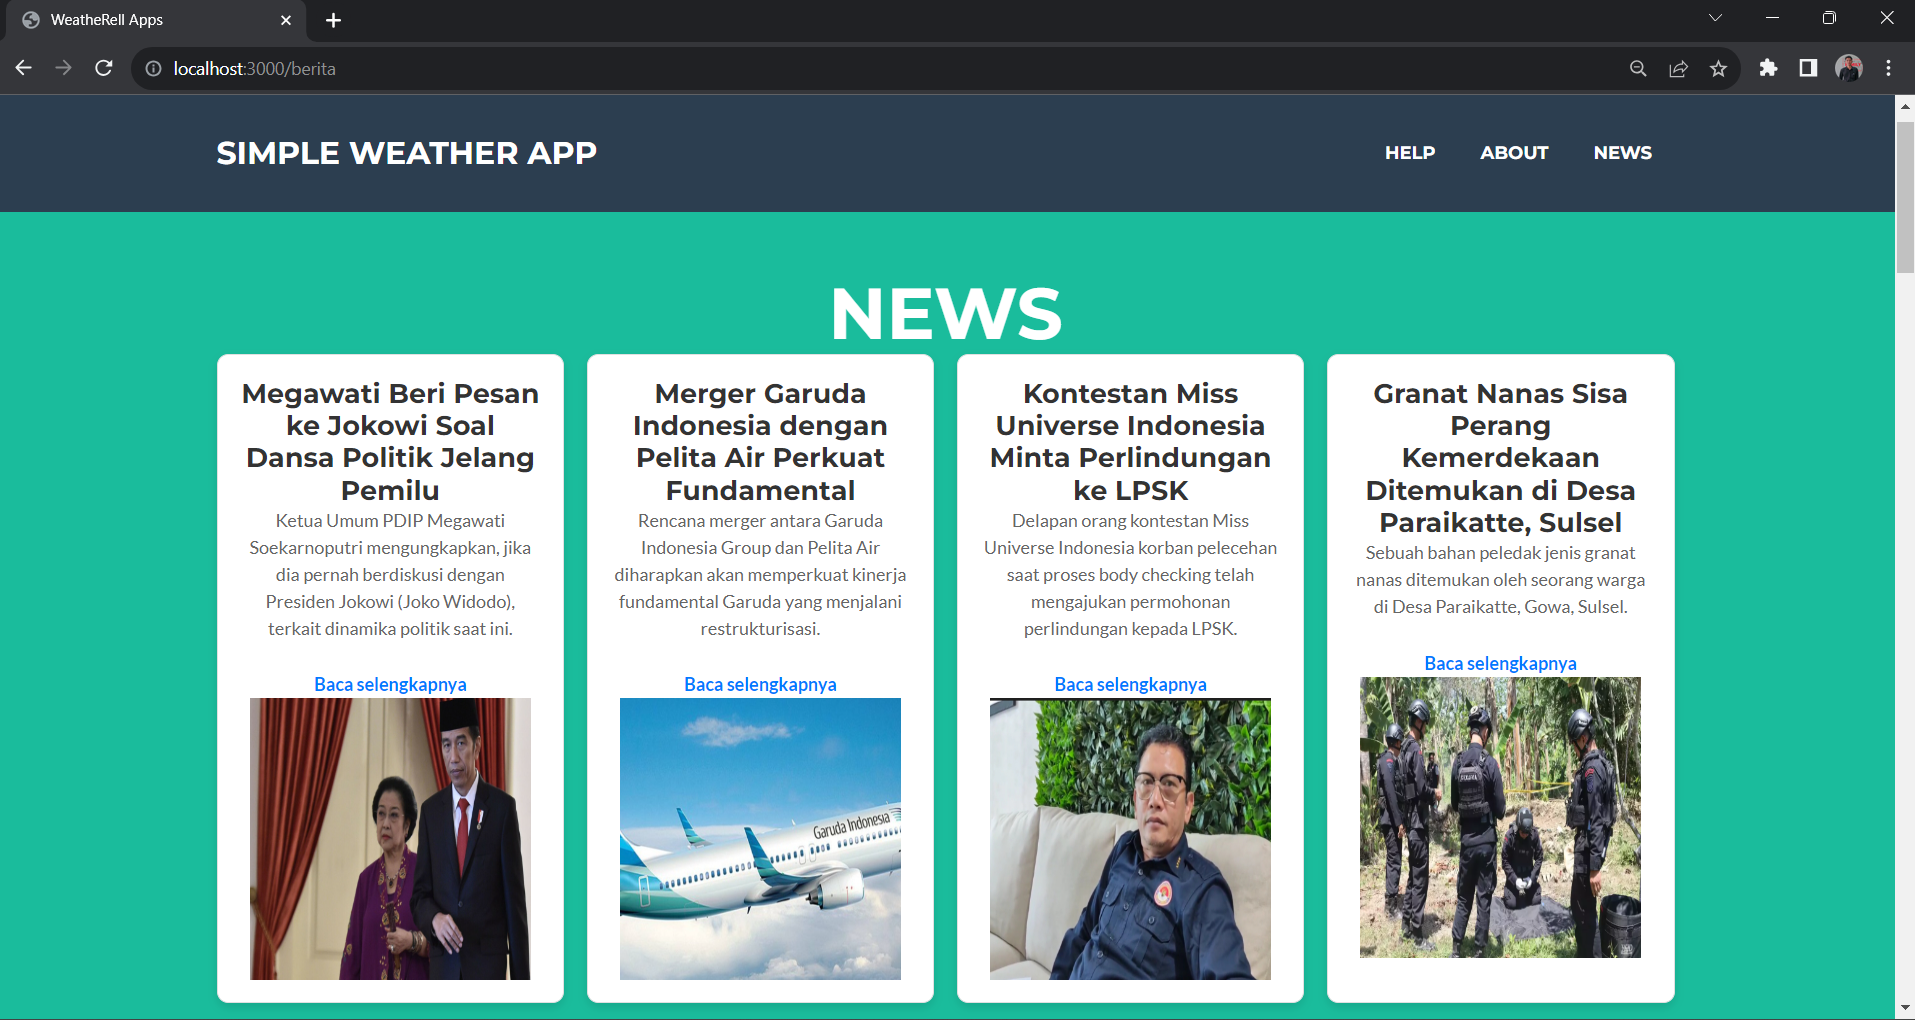 WeatheRell Apps
localhost:3000/berita
SIMPLE WEATHER APP
HELP
ABOUT
NEWS
NEWS
Megawati Beri Pesan
ke Jokowi Soal
Dansa Politik Jelang
Pemilu
Ketua Umum PDIP Megawati
Soekarnoputri mengungkapkan, jika
dia pernah berdiskusi dengan
Presiden Jokowi (Joko Widodo),
terkait dinamika politik saat ini.
Baca selengkapnya
Merger Garuda
Indonesia dengan
Pelita Air Perkuat
Fundamental
Rencana merger antara Garuda
Indonesia Group dan Pelita Air
diharapkan akan memperkuat kinerja
fundamental Garuda yang menjalani
restrukturisasi.
Baca selengkapnya
Garuda Indonesia
Kontestan Miss
Universe Indonesia
Minta Perlindungan
ke LPSK
Delapan orang kontestan Miss
Universe Indonesia korban pelecehan
saat proses body checking telah
mengajukan permohonan
perlindungan kepada LPSK.
Baca selengkapnya
Granat Nanas Sisa
Perang
Kemerdekaan
Ditemukan di Desa
Paraikatte, Sulsel
Sebuah bahan peledak jenis granat
nanas ditemukan oleh seorang warga
di Desa Paraikatte, Gowa, Sulsel.
Baca selengkapnya